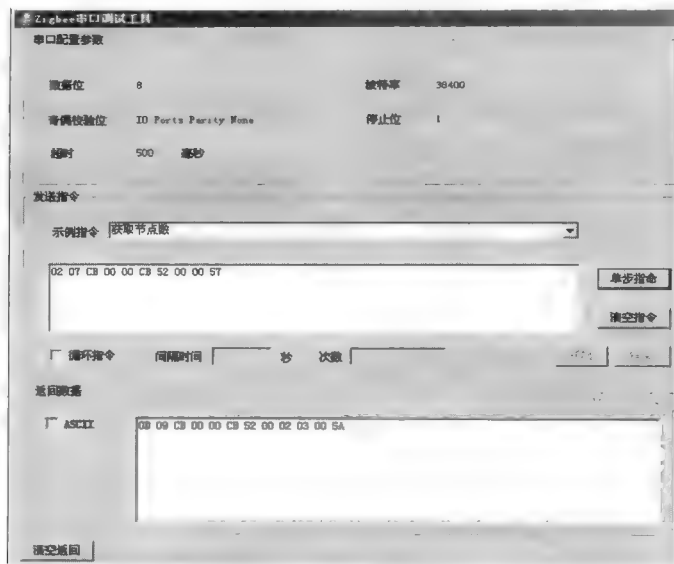 Zigbee串口调试工具
串口配置参数
数据位 8 波特率 38400
奇偶校验位 IO Ports Parity None 停止位 1
超时 500 毫秒
发送指令
示例指令 获取节点数
02 07 CB 00 00 CB 52 00 00 57
单步指命
清空指令
循环指令 间隔时间 秒 次数
返回数据
ASCII
0B 09 CB 00 00 CB 52 00 02 03 00 5A
清空返回